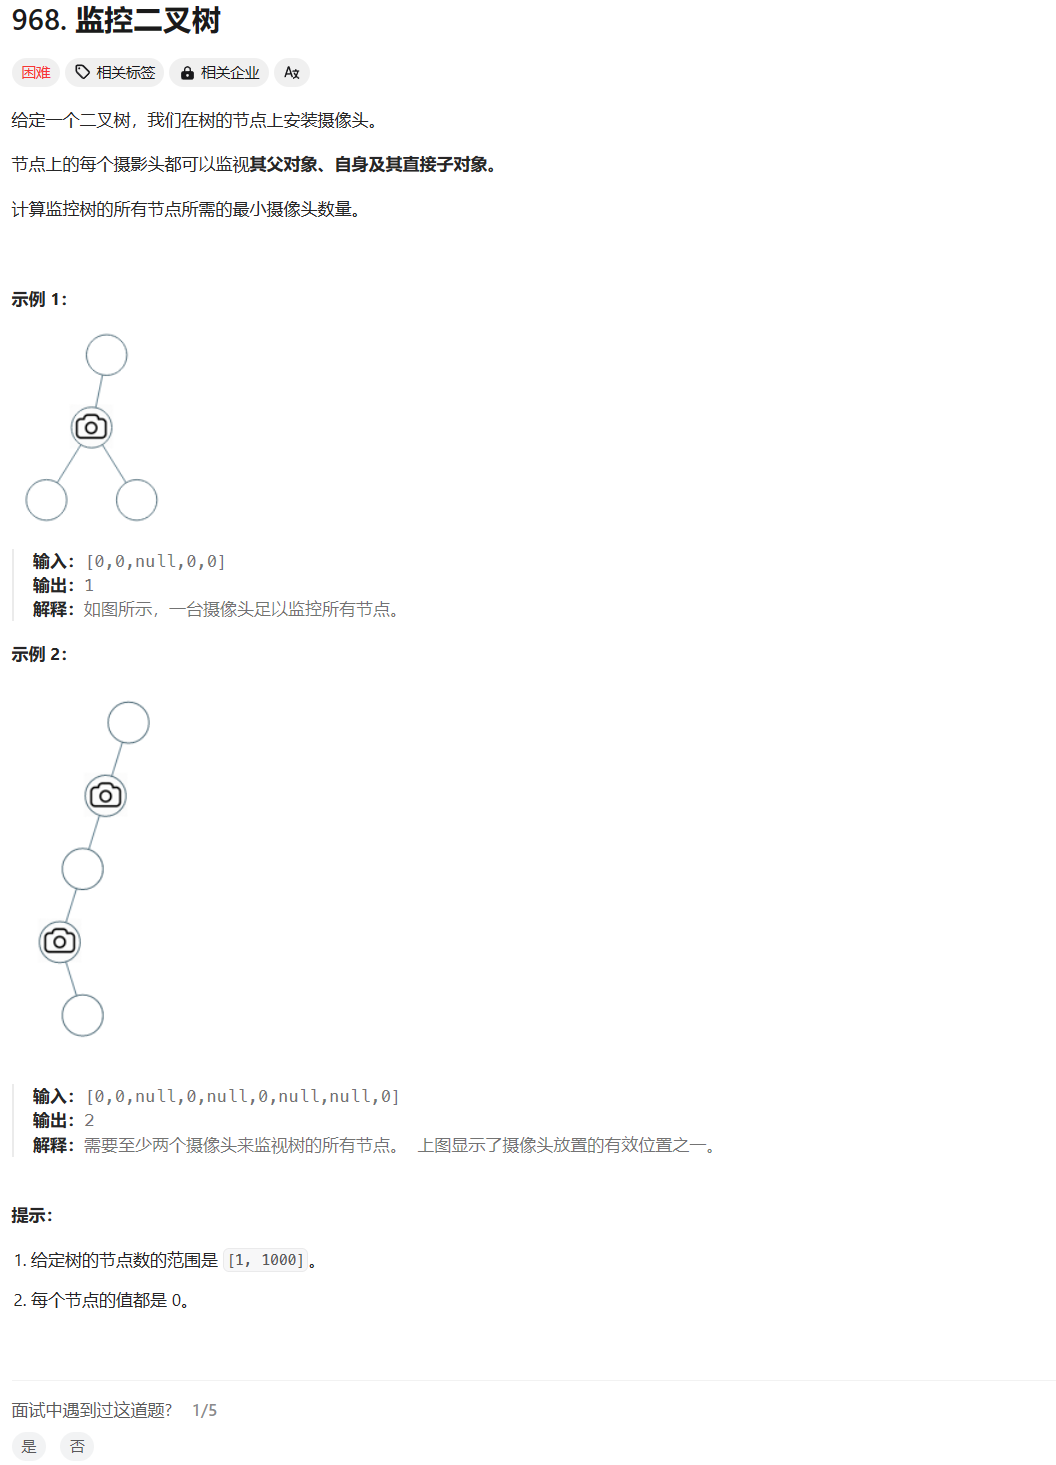 968. 监控二叉树
困难 相关标签 相关企业 Aあ
给定一个二叉树，我们在树的节点上安装摄像头。
节点上的每个摄影头都可以监视其父对象、自身及其直接子对象。
计算监控树的所有节点所需的最小摄像头数量。
示例 1：
输入：[0,0,null,0,0]
输出：1
解释：如图所示，一台摄像头足以监控所有节点。
示例 2：
输入：[0,0,null,0,null,0,null,null,0]
输出：2
解释：需要至少两个摄像头来监视树的所有节点。 上图显示了摄像头放置的有效位置之一。
提示：
1. 给定树的节点数的范围是 [1, 1000]。
2. 每个节点的值都是 0。
面试中遇到过这道题? 1/5
是 否